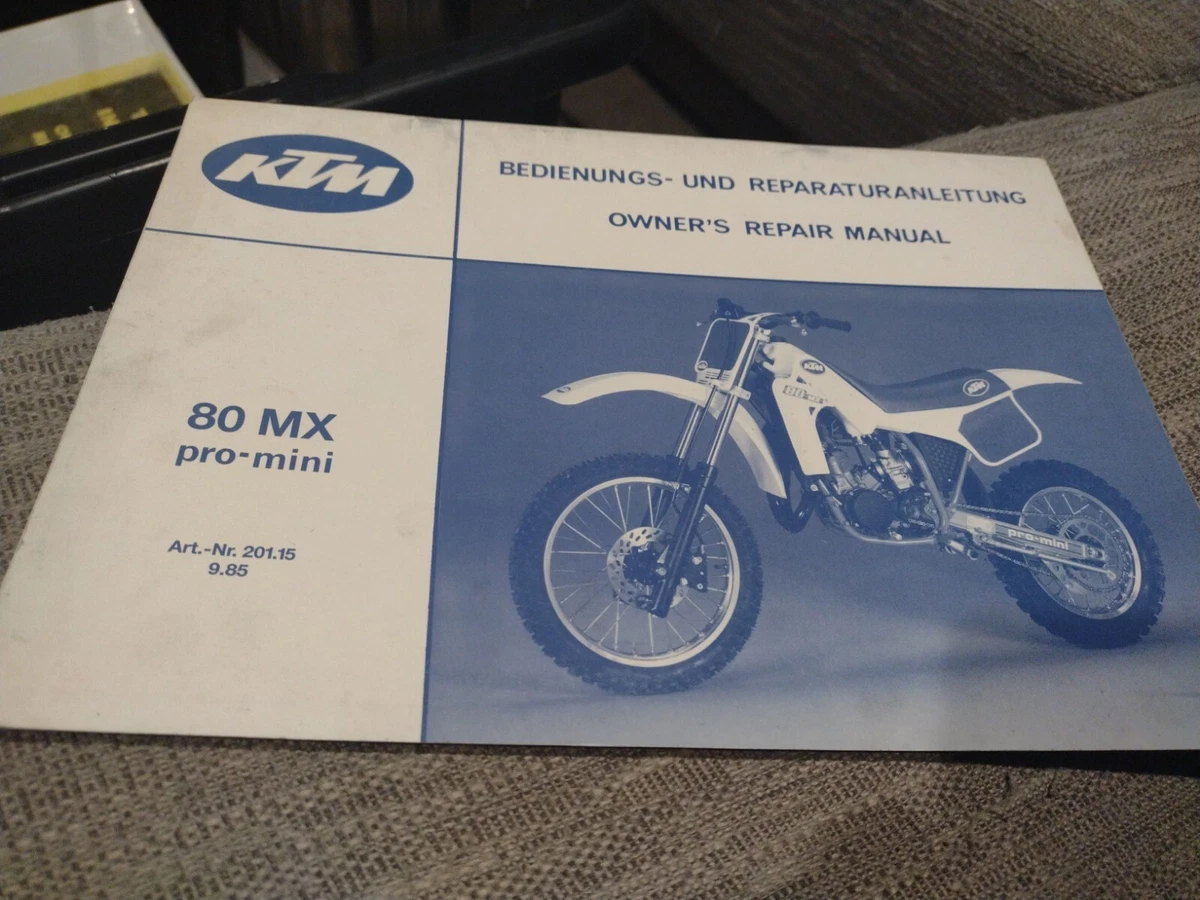 KTM
BEDIENUNGS- UND REPARATURANLEITUNG
OWNER'S REPAIR MANUAL
80 MX
pro-mini
Art.-Nr. 201.15
9.85
KTM
80 MX
KTM
pro-mini